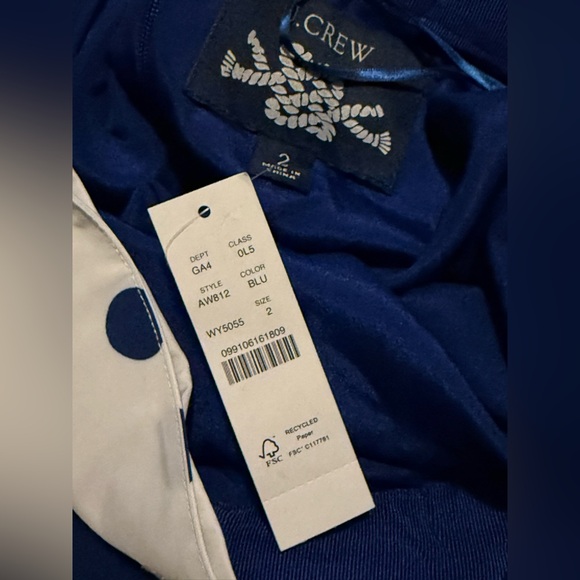 J.CREW
2
MADE IN
CHINA
DEPT CLASS
GA4 0L5
STYLE COLOR
AW812 BLU
SIZE
WY5055 2
099106161809
FSC
RECYCLED
Paper
FSC® C117791